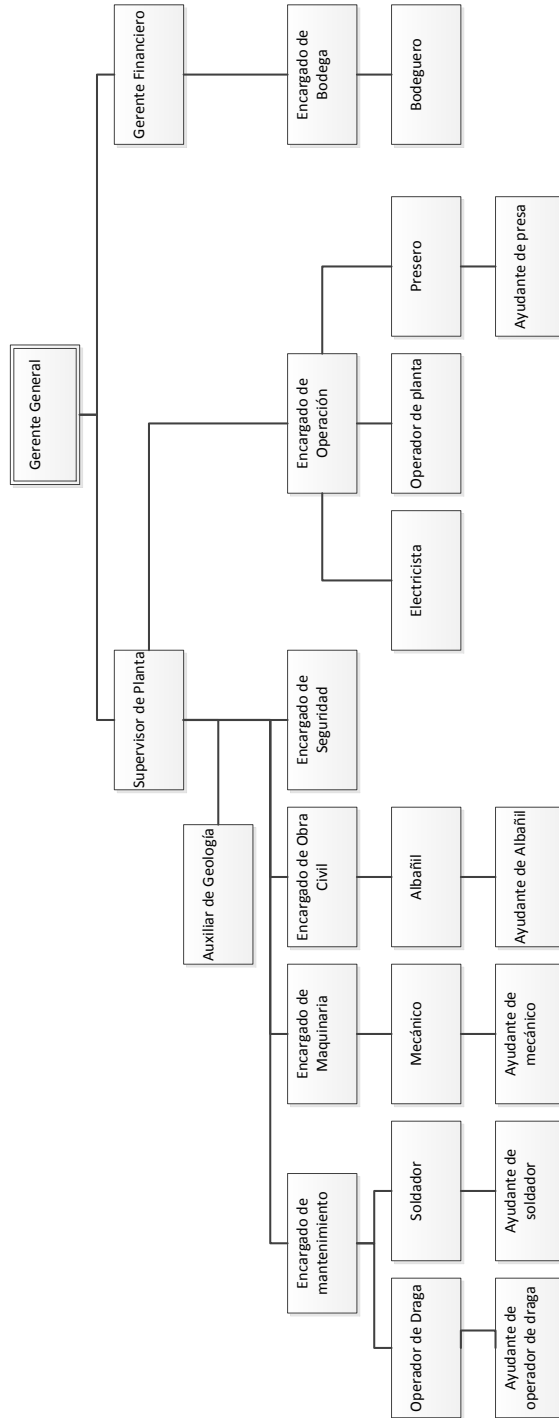 Gerente General
Supervisor de Planta
Gerente Financiero
Auxiliar de Geología
Encargado de
mantenimiento
Encargado de
Maquinaria
Encargado de Obra
Civil
Encargado de
Seguridad
Encargado de
Operación
Encargado de
Bodega
Operador de Draga
Soldador
Mecánico
Albañil
Electricista
Operador de planta
Presero
Bodeguero
Ayudante de
operador de draga
Ayudante de
soldador
Ayudante de
mecánico
Ayudante de Albañil
Ayudante de presa